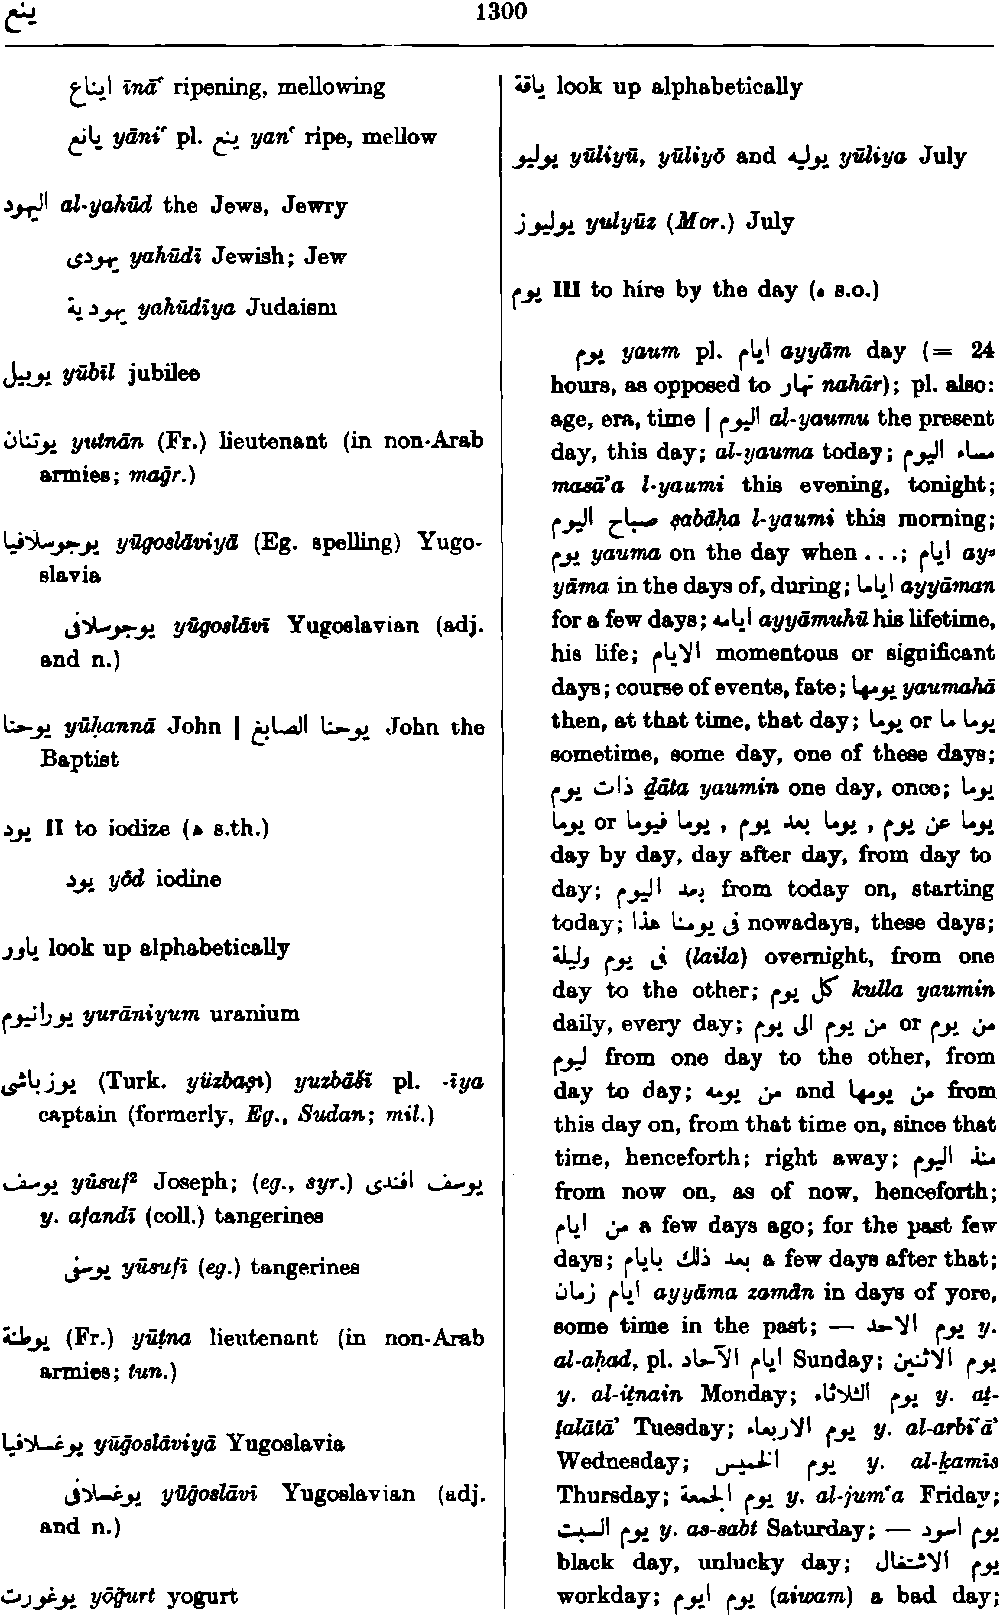 ينع
1300
ايناع īnāʿ ripening, mellowing
يانع yāniʿ pl. ينع yanʿ ripe, mellow
اليهود al-yahūd the Jews, Jewry
يهودى yahūdī Jewish; Jew
يهودية yahūdīya Judaism
يوبيل yūbīl jubilee
يوتنان yutnān (Fr.) lieutenant (in non-Arab
armies; maḡr.)
يوجوسلافيا yūgoslāviyā (Eg. spelling) Yugo-
slavia
يوجوسلافى yūgoslāvī Yugoslavian (adj.
and n.)
يوحنا yūḥannā John | يوحنا الصابغ John the
Baptist
يود II to iodize (ه s.th.)
يود yōd iodine
ياور look up alphabetically
يورانيوم yurāniyum uranium
يوزباشى (Turk. yüzbaşı) yuzbāšī pl. -īya
captain (formerly, Eg., Sudan; mil.)
يوسف yūsuf² Joseph; (eg., syr.) يوسف افندى
y. afandī (coll.) tangerines
يوسفى yūsufī (eg.) tangerines
يوطنة (Fr.) yūṭna lieutenant (in non-Arab
armies; tun.)
يوغسلافيا yūḡoslāviyā Yugoslavia
يوغسلافى yūḡoslāvī Yugoslavian (adj.
and n.)
يوغورت yōḡurt yogurt
ياقة look up alphabetically
يوليو yūliyū, yūliyō and يوليه yūliya July
يوليوز yulyūz (Mor.) July
يوم III to hire by the day (ه s.o.)
يوم yaum pl. ايام ayyām day (= 24
hours, as opposed to نهار nahār); pl. also:
age, era, time | اليوم al-yaumu the present
day, this day; al-yauma today; مساء اليوم
masāʾa l-yaumi this evening, tonight;
صباح اليوم ṣabāḥa l-yaumi this morning;
يوم yauma on the day when ...; ايام ay-
yāma in the days of, during; اياما ayyāman
for a few days; ايامه ayyāmuhū his lifetime,
his life; الايام momentous or significant
days; course of events, fate; يومها yaumahā
then, at that time, that day; يوما or يوما ما
sometime, some day, one of these days;
ذات يوم ḏāta yaumin one day, once; يوما
يوما عن يوم , يوما بعد يوم , يوما فيوما or يوما
day by day, day after day, from day to
day; بعد اليوم from today on, starting
today; فى يومنا هذا nowadays, these days;
فى يوم وليلة (laila) overnight, from one
day to the other; كل يوم kulla yaumin
daily, every day; من يوم الى يوم or من يوم
ليوم from one day to the other, from
day to day; من يومه and من يومها from
this day on, from that time on, since that
time, henceforth; right away; منذ اليوم
from now on, as of now, henceforth;
من ايام a few days ago; for the past few
days; بعد ذلك بايام a few days after that;
ايام زمان ayyāma zamān in days of yore,
some time in the past; — يوم الاحد y.
al-aḥad, pl. ايام الآحاد Sunday; يوم الاثنين
y. al-iṯnain Monday; يوم الثلاثاء y. aṯ-
ṯalāṯāʾ Tuesday; يوم الاربعاء y. al-arbiʿāʾ
Wednesday; يوم الخميس y. al-ḵamīs
Thursday; يوم الجمعة y. al-jumʿa Friday;
يوم السبت y. as-sabt Saturday; — يوم اسود
black day, unlucky day; يوم الاشتغال
workday; يوم ايوم (aiwam) a bad day;